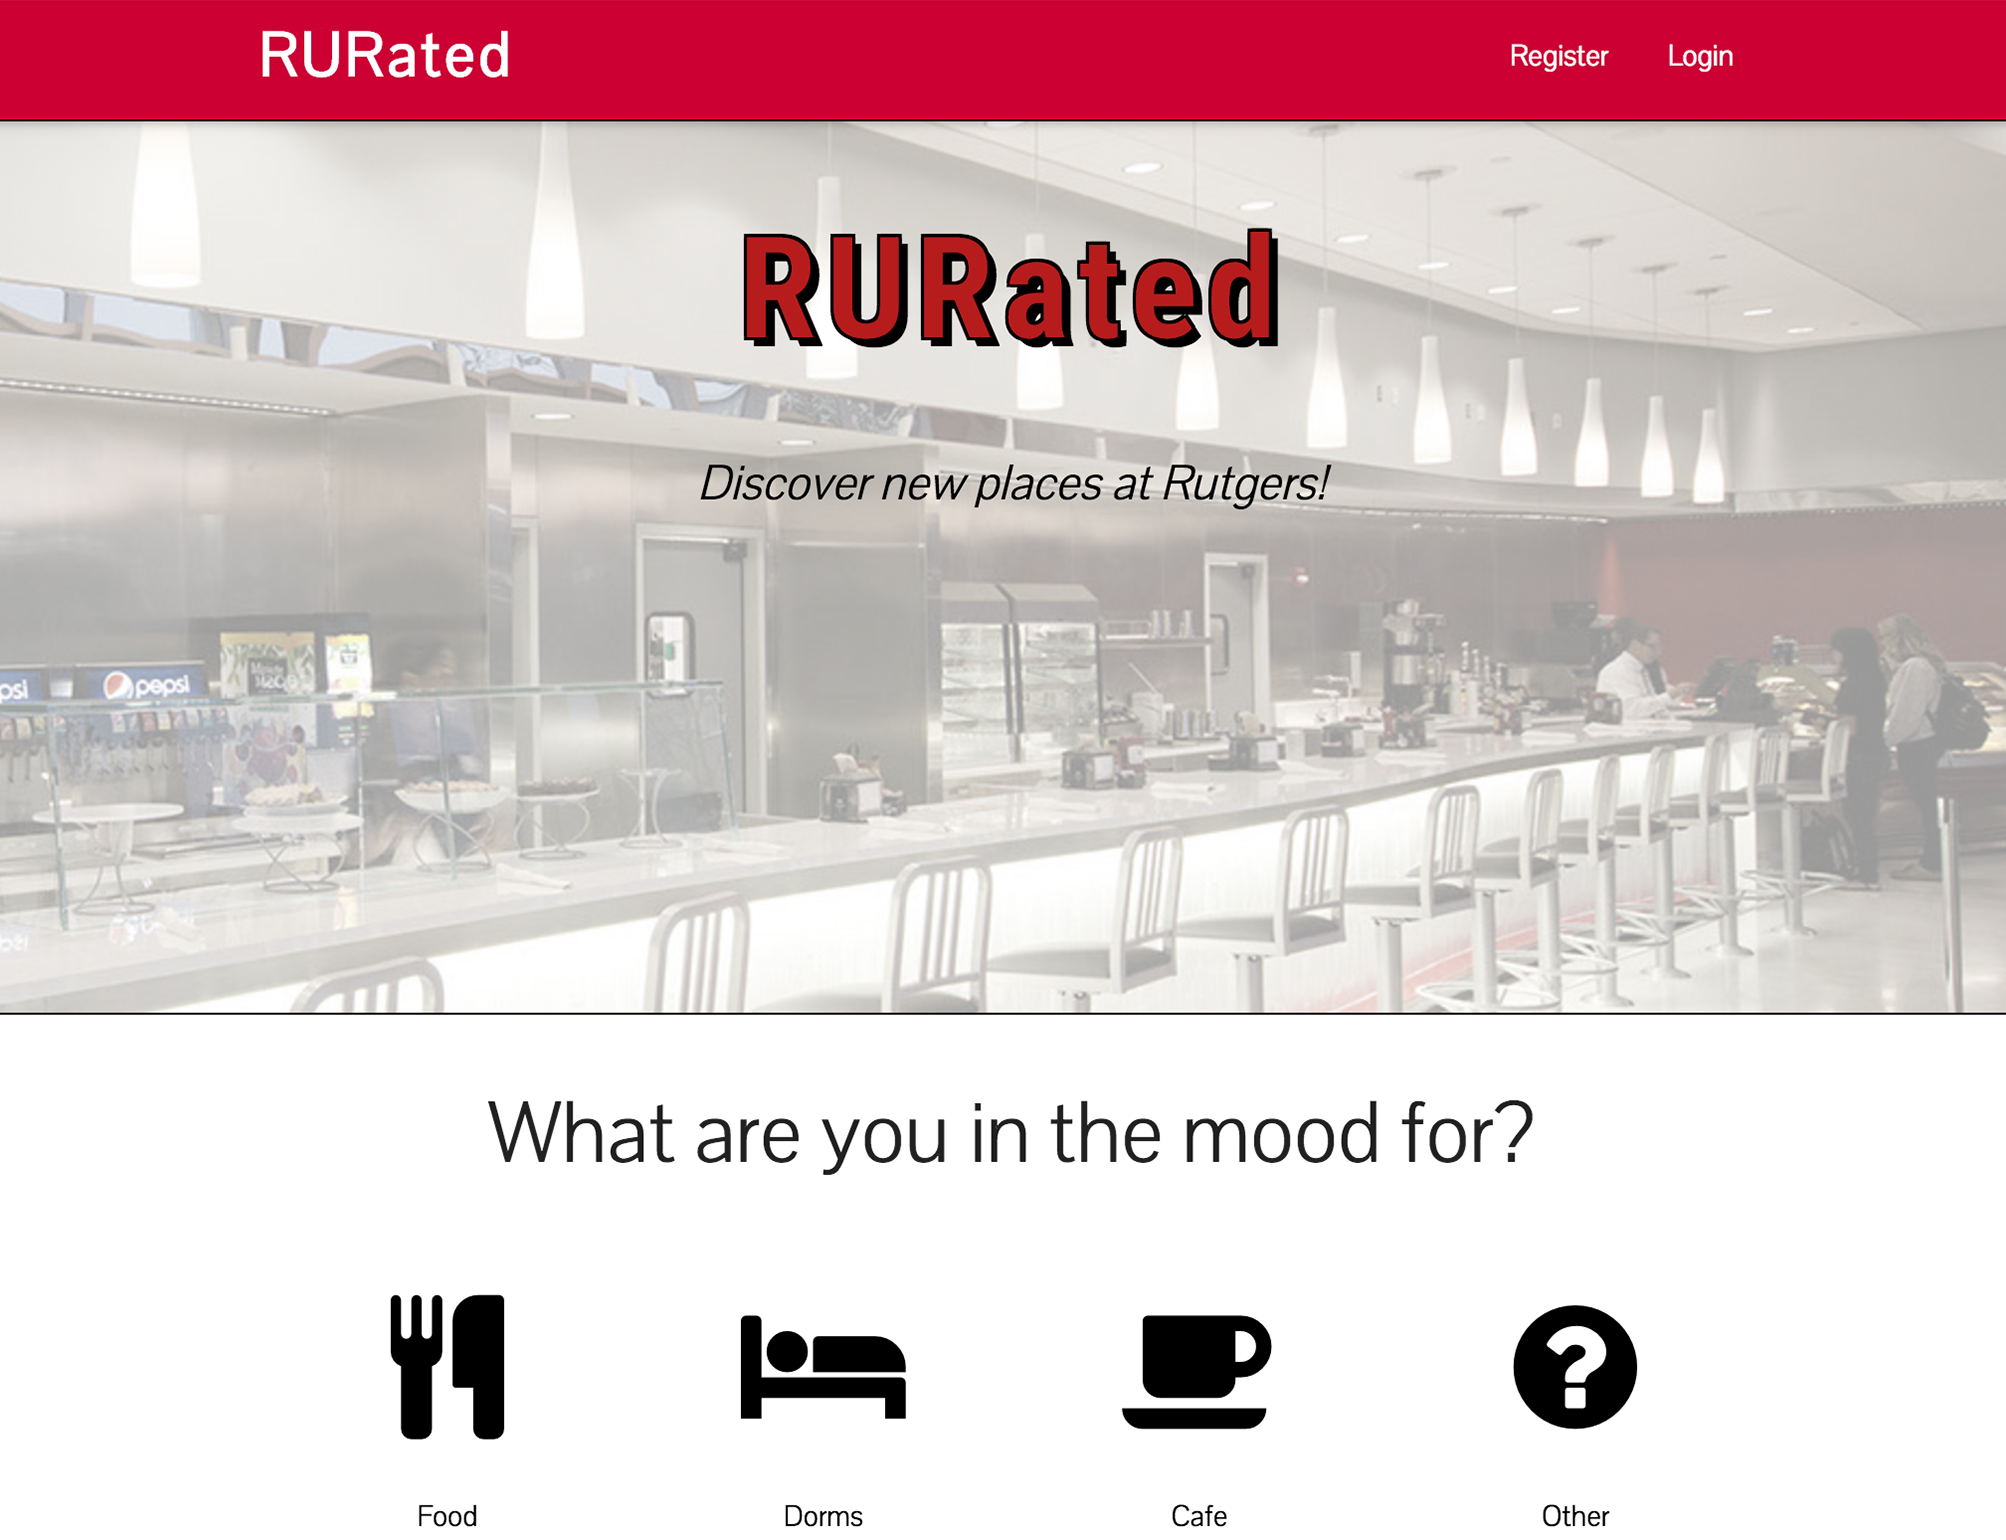 RURated
Register
Login
RURated
Discover new places at Rutgers!
psi
pepsi
What are you in the mood for?
Food
Dorms
Cafe
Other